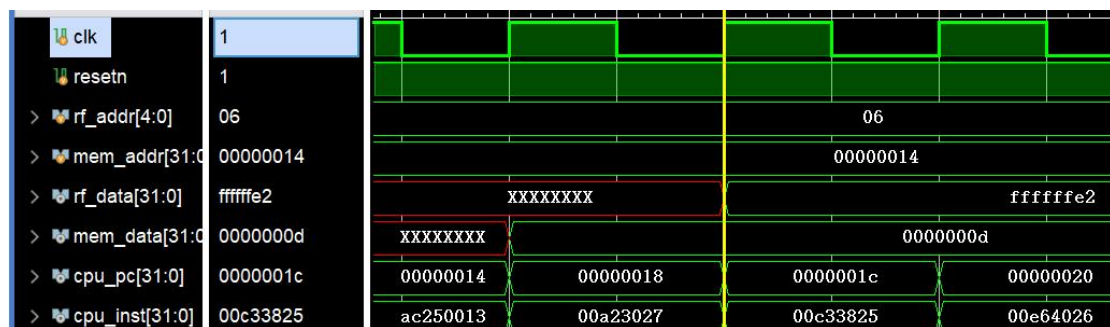 clk 1
resetn 1
rf_addr[4:0] 06 06
mem_addr[31:0 00000014 00000014
rf_data[31:0] ffffffe2 XXXXXXXX ffffffe2
mem_data[31:0 0000000d XXXXXXXX 0000000d
cpu_pc[31:0] 0000001c 00000014 00000018 0000001c 00000020
cpu_inst[31:0] 00c33825 ac250013 00a23027 00c33825 00e64026